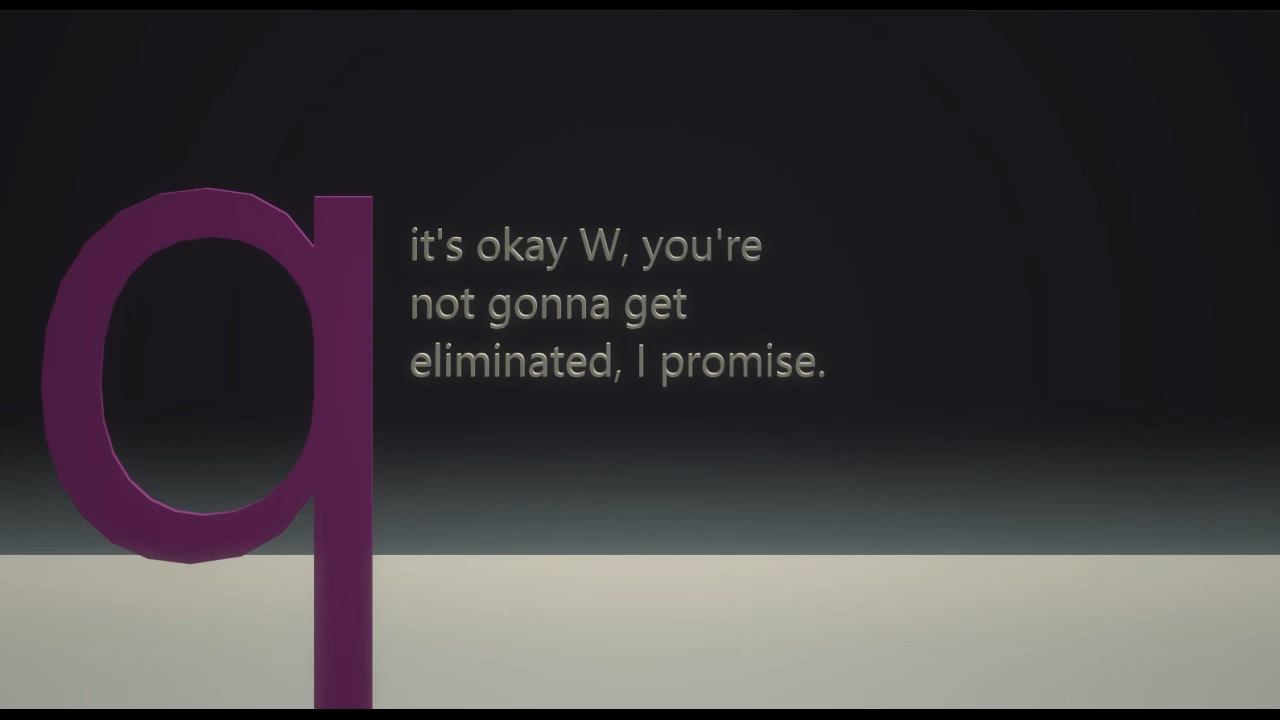 q
it's okay W, you're
not gonna get
eliminated, I promise.